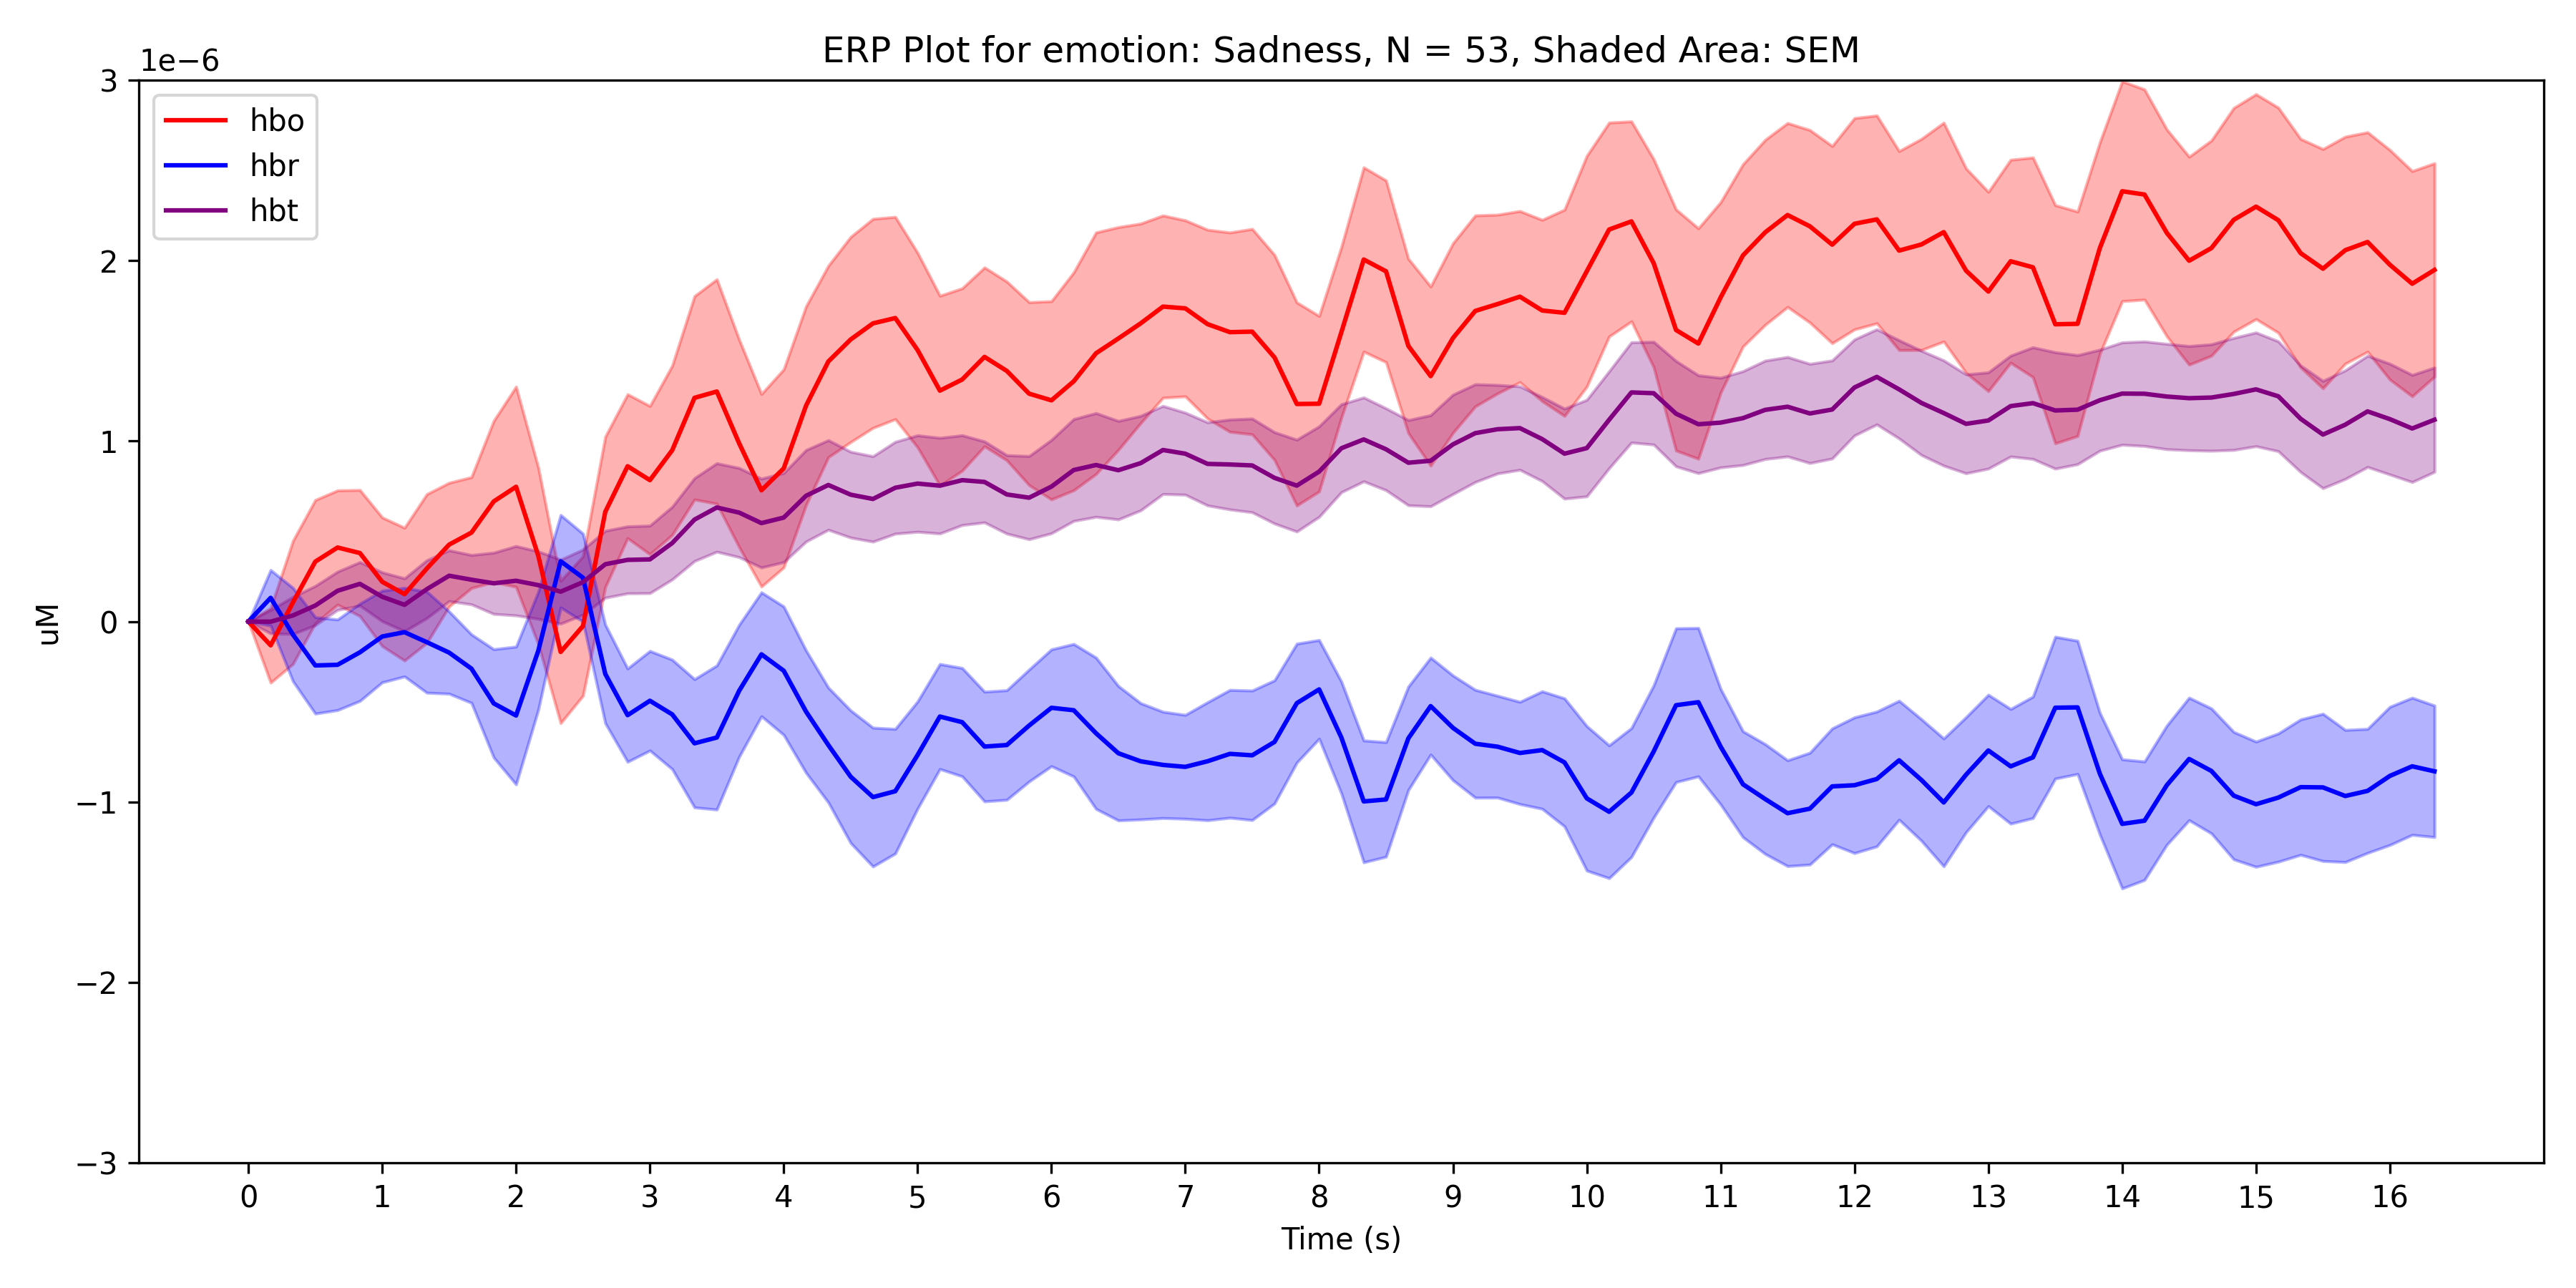 ERP Plot for emotion: Sadness, N = 53, Shaded Area: SEM
1e−6
hbo
hbr
hbt
3
2
1
0
−1
−2
−3
uM
0 1 2 3 4 5 6 7 8 9 10 11 12 13 14 15 16
Time (s)